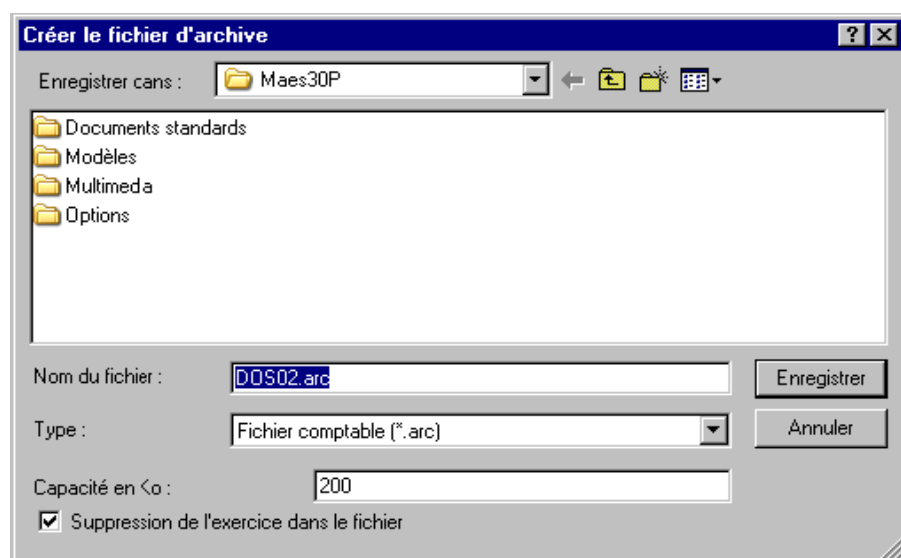 Créer le fichier d'archive
Enregistrer cans : Maes30P
Documents standards
Modèles
Multimeda
Options
Nom du fichier : DOS02.arc Enregistrer
Type : Fichier comptable (*.arc) Annuler
Capacité en <o : 200
Suppression de l'exercice dans le fichier